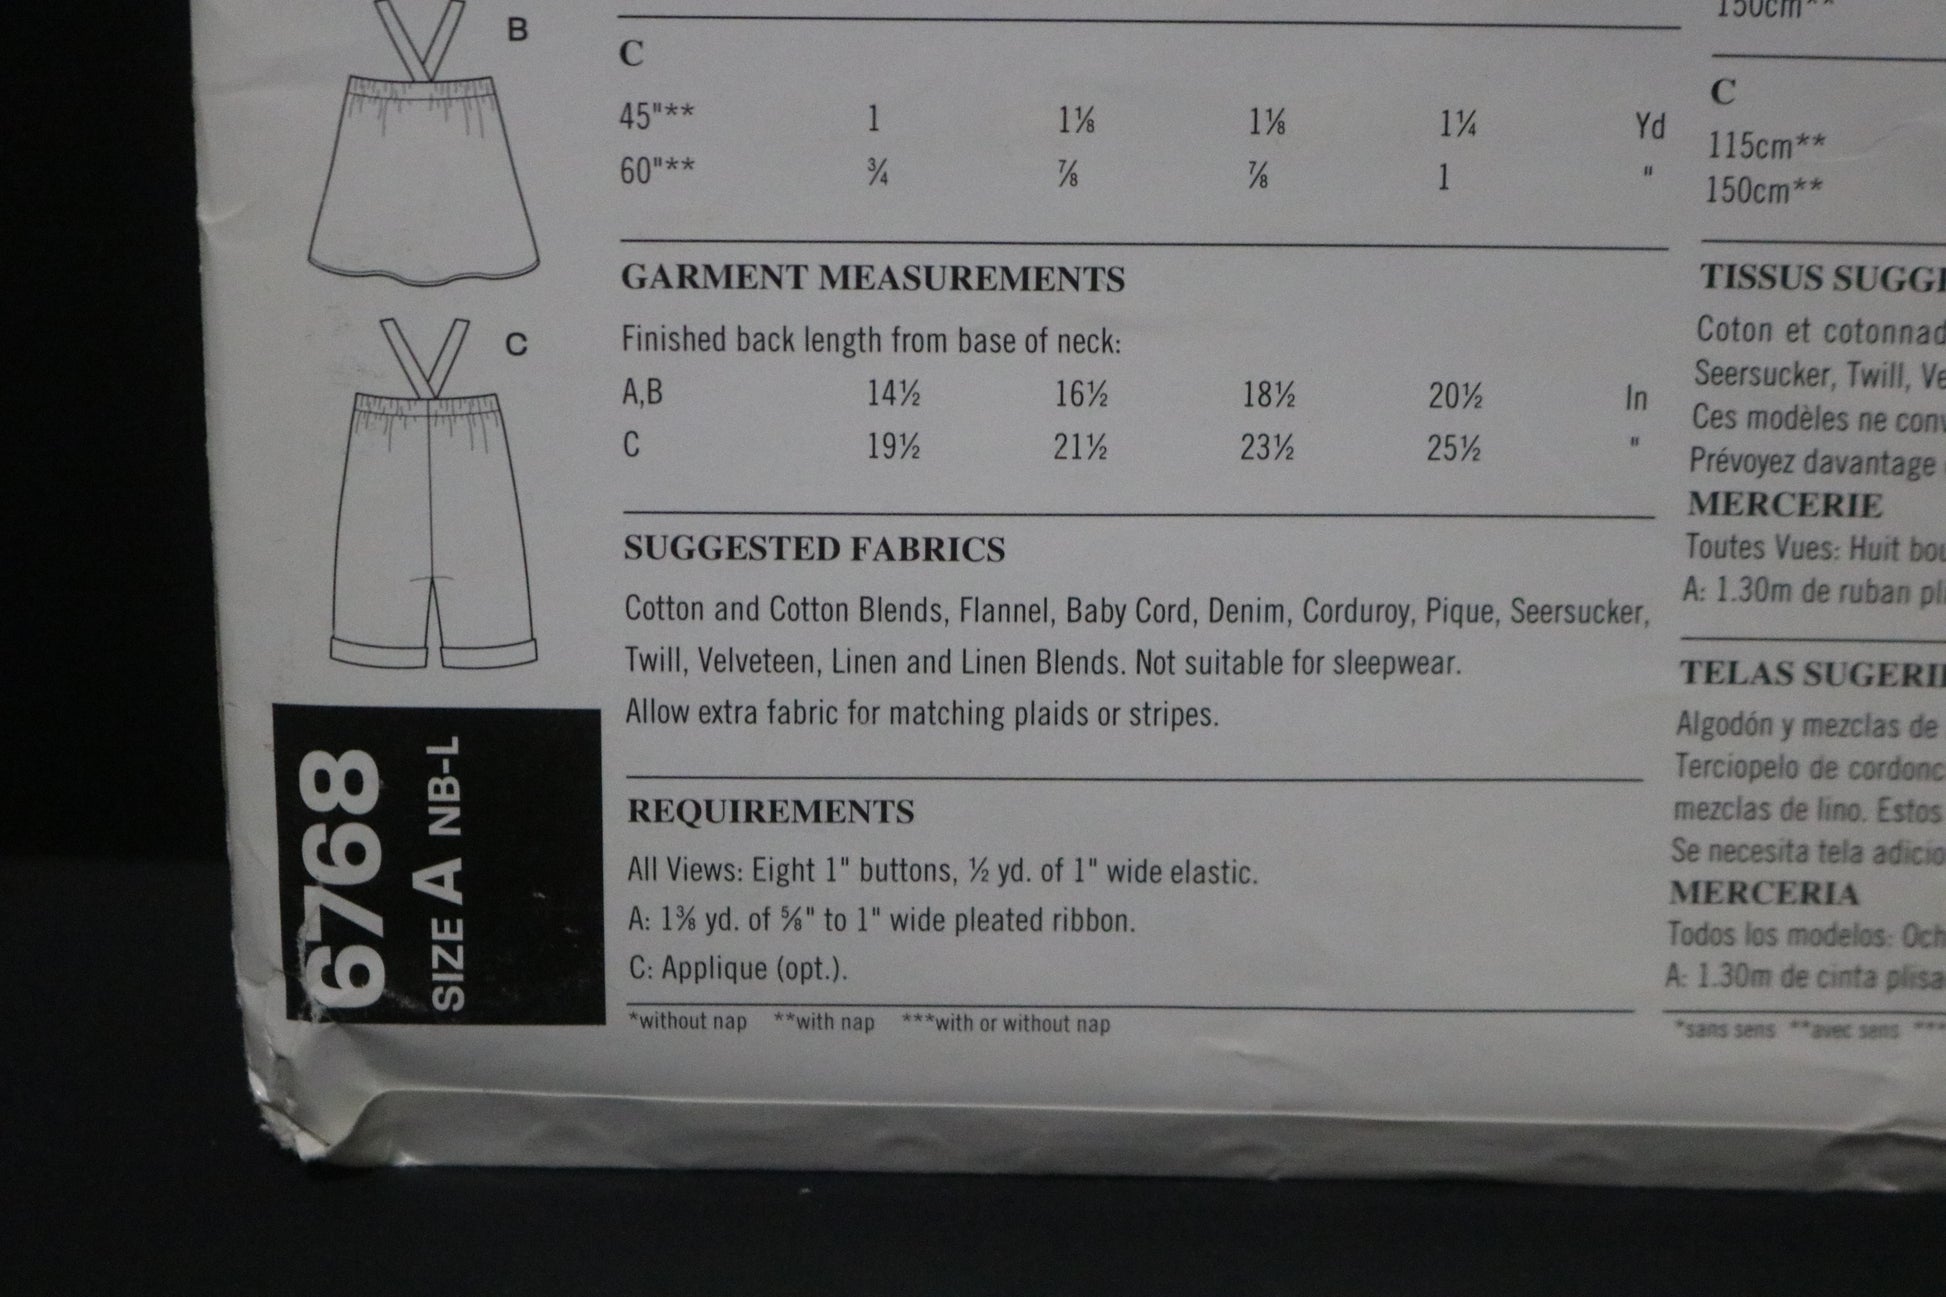 B
C
45"** 1 1⅛ 1⅛ 1¼ Yd
60"** ¾ ⅞ ⅞ 1 "
GARMENT MEASUREMENTS
Finished back length from base of neck:
A,B 14½ 16½ 18½ 20½ In
C 19½ 21½ 23½ 25½ "
C
SUGGESTED FABRICS
Cotton and Cotton Blends, Flannel, Baby Cord, Denim, Corduroy, Pique, Seersucker,
Twill, Velveteen, Linen and Linen Blends. Not suitable for sleepwear.
Allow extra fabric for matching plaids or stripes.
REQUIREMENTS
All Views: Eight 1" buttons, ½ yd. of 1" wide elastic.
A: 1⅜ yd. of ⅝" to 1" wide pleated ribbon.
C: Applique (opt.).
*without nap **with nap ***with or without nap
6768
SIZE A NB-L
150cm**
C
115cm**
150cm**
TISSUS SUGGE
Coton et cotonnad
Seersucker, Twill, Ve
Ces modèles ne conv
Prévoyez davantage
MERCERIE
Toutes Vues: Huit bou
A: 1.30m de ruban pli
TELAS SUGERI
Algodón y mezclas de
Terciopelo de cordonc
mezclas de lino. Estos
Se necesita tela adicio
MERCERIA
Todos los modelos: Och
A: 1.30m de cinta plisa
*sans sens **avec sens ***